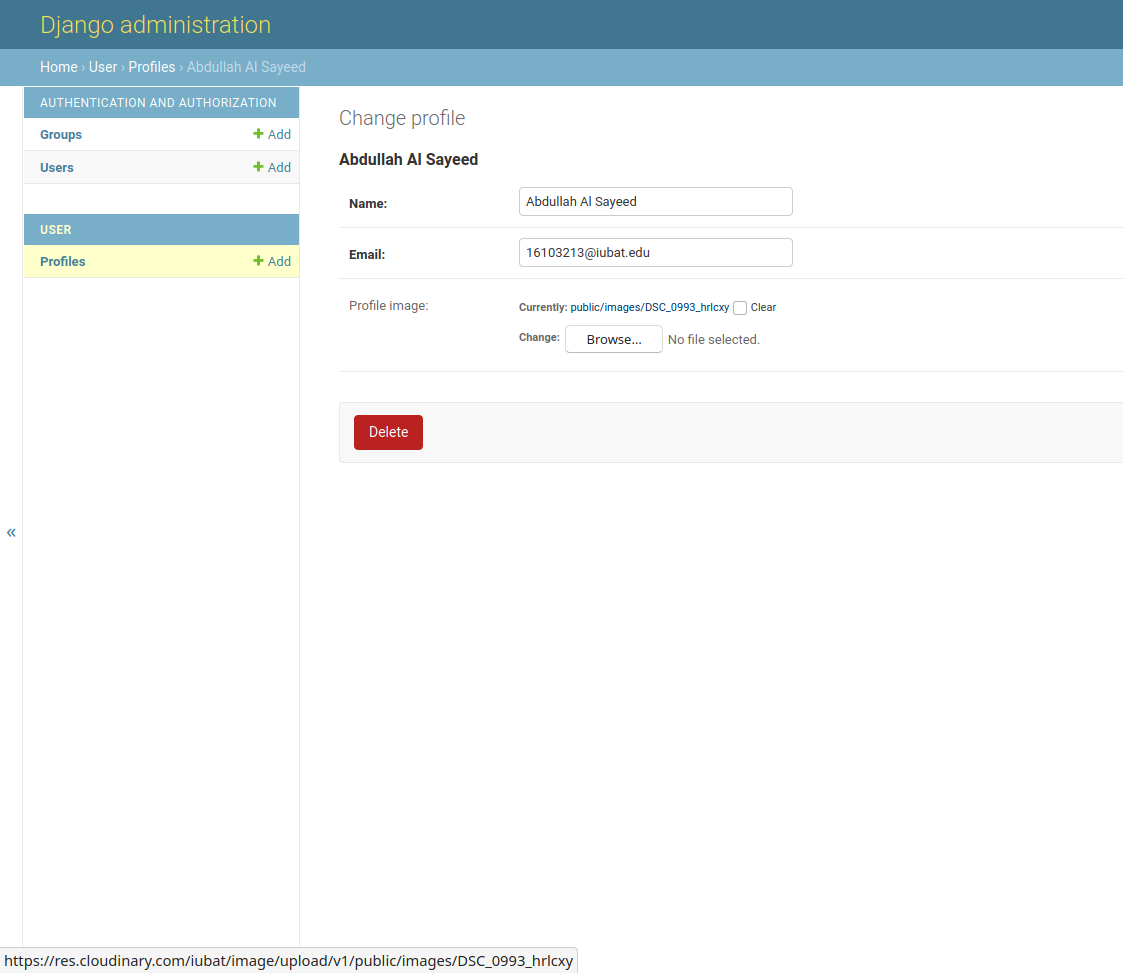 Django administration
Home › User › Profiles › Abdullah Al Sayeed
AUTHENTICATION AND AUTHORIZATION
Groups + Add
Users + Add
USER
Profiles + Add
«
Change profile
Abdullah Al Sayeed
Name: Abdullah Al Sayeed
Email: 16103213@iubat.edu
Profile image: Currently: public/images/DSC_0993_hrlcxy Clear
Change: Browse... No file selected.
Delete
https://res.cloudinary.com/iubat/image/upload/v1/public/images/DSC_0993_hrlcxy